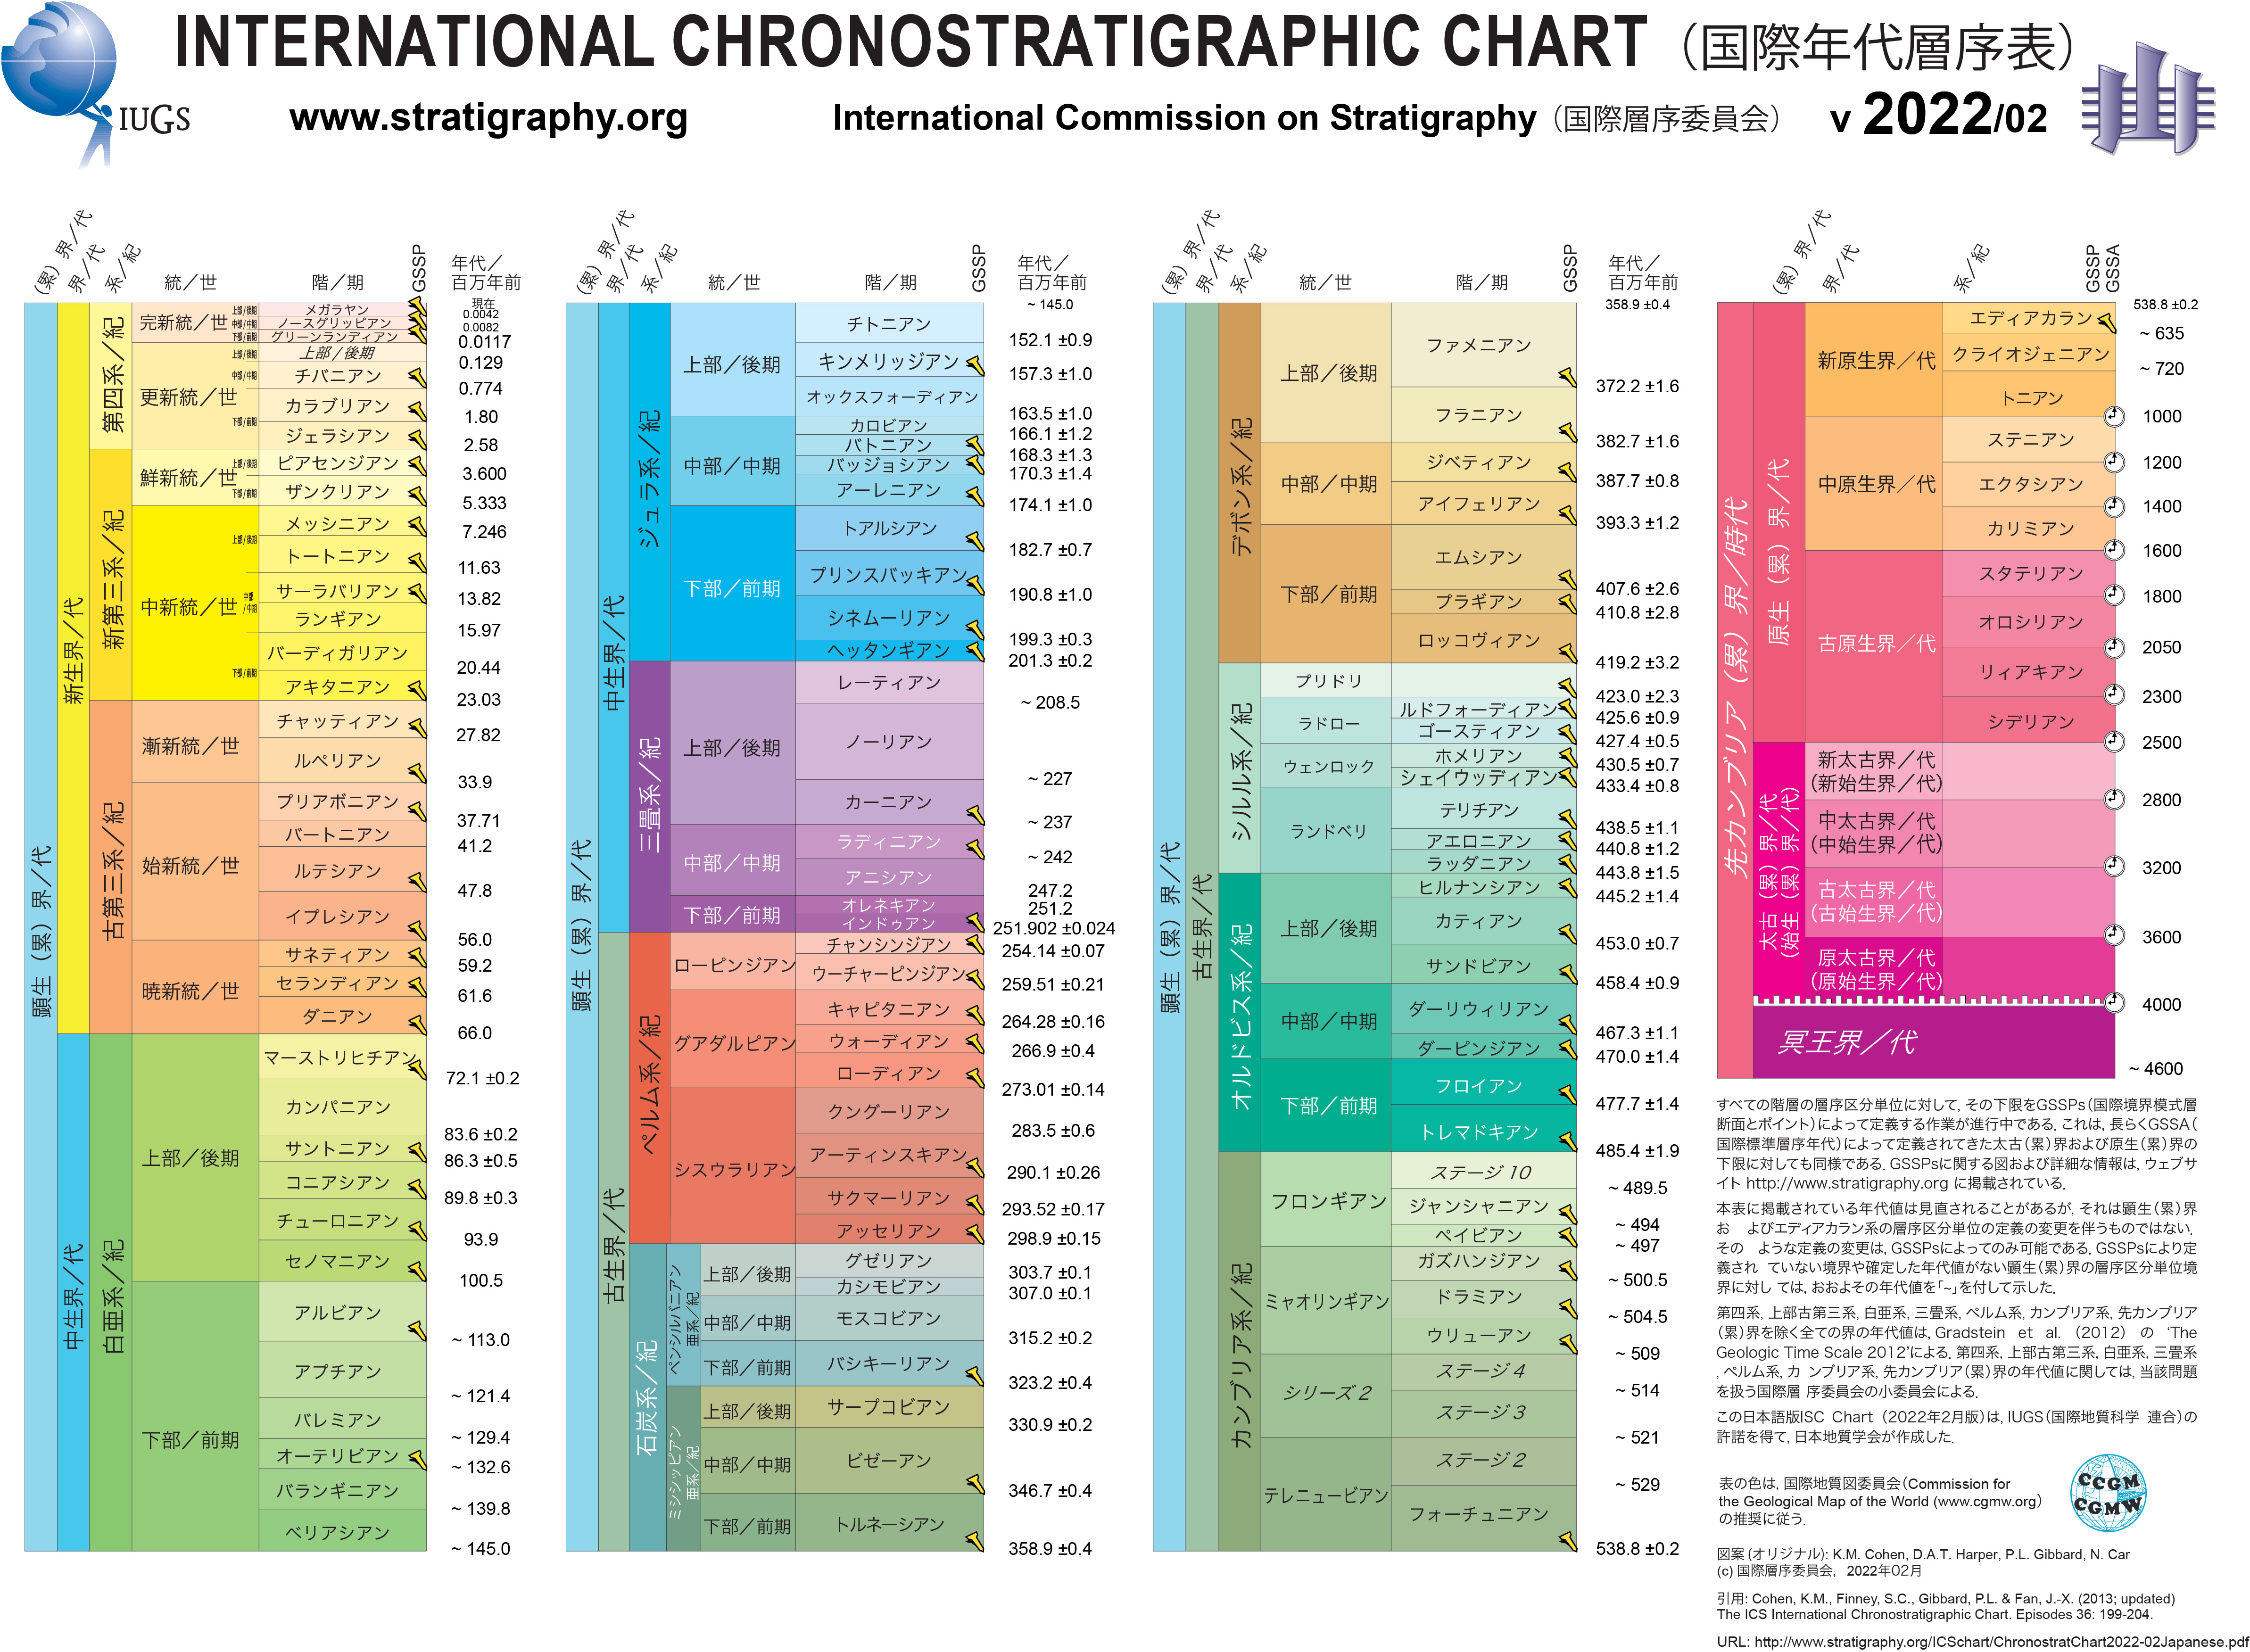 INTERNATIONAL CHRONOSTRATIGRAPHIC CHART（国際年代層序表）
IUGS
www.stratigraphy.org
International Commission on Stratigraphy（国際層序委員会）
v 2022/02
（累）界／代
界／代
系／紀
統／世
階／期
GSSP
年代／
百万年前
顕生（累）界／代
新生界／代
中生界／代
第四系／紀
新第三系／紀
古第三系／紀
白亜系／紀
完新統／世
上部/後期
メガラヤン
現在
中部/中期
ノースグリッピアン
0.0042
下部/前期
グリーンランディアン
0.0082
0.0117
更新統／世
上部/後期
上部／後期
0.129
中部/中期
チバニアン
0.774
下部/前期
カラブリアン
1.80
ジェラシアン
2.58
鮮新統／世
上部/後期
ピアセンジアン
3.600
下部/前期
ザンクリアン
5.333
中新統／世
上部/後期
メッシニアン
7.246
トートニアン
11.63
中部
/中期
サーラバリアン
13.82
ランギアン
15.97
下部/前期
バーディガリアン
20.44
アキタニアン
23.03
漸新統／世
チャッティアン
27.82
ルペリアン
33.9
始新統／世
プリアボニアン
37.71
バートニアン
41.2
ルテシアン
47.8
イプレシアン
56.0
暁新統／世
サネティアン
59.2
セランディアン
61.6
ダニアン
66.0
上部／後期
マーストリヒチアン
72.1 ±0.2
カンパニアン
83.6 ±0.2
サントニアン
86.3 ±0.5
コニアシアン
89.8 ±0.3
チューロニアン
93.9
セノマニアン
100.5
下部／前期
アルビアン
~ 113.0
アプチアン
~ 121.4
バレミアン
~ 129.4
オーテリビアン
~ 132.6
バランギニアン
~ 139.8
ベリアシアン
~ 145.0
（累）界／代
界／代
系／紀
統／世
階／期
GSSP
年代／
百万年前
顕生（累）界／代
中生界／代
古生界／代
ジュラ系／紀
三畳系／紀
ペルム系／紀
石炭系／紀
ペンシルバニアン
亜系／紀
ミシシッピアン
亜系／紀
~ 145.0
上部／後期
チトニアン
152.1 ±0.9
キンメリッジアン
157.3 ±1.0
オックスフォーディアン
163.5 ±1.0
中部／中期
カロビアン
166.1 ±1.2
バトニアン
168.3 ±1.3
バッジョシアン
170.3 ±1.4
アーレニアン
174.1 ±1.0
下部／前期
トアルシアン
182.7 ±0.7
プリンスバッキアン
190.8 ±1.0
シネムーリアン
199.3 ±0.3
ヘッタンギアン
201.3 ±0.2
上部／後期
レーティアン
~ 208.5
ノーリアン
~ 227
カーニアン
~ 237
中部／中期
ラディニアン
~ 242
アニシアン
247.2
下部／前期
オレネキアン
251.2
インドゥアン
251.902 ±0.024
ローピンジアン
チャンシンジアン
254.14 ±0.07
ウーチャーピンジアン
259.51 ±0.21
グアダルピアン
キャピタニアン
264.28 ±0.16
ウォーディアン
266.9 ±0.4
ローディアン
273.01 ±0.14
シスウラリアン
クングーリアン
283.5 ±0.6
アーティンスキアン
290.1 ±0.26
サクマーリアン
293.52 ±0.17
アッセリアン
298.9 ±0.15
上部／後期
グゼリアン
303.7 ±0.1
カシモビアン
307.0 ±0.1
中部／中期
モスコビアン
315.2 ±0.2
下部／前期
バシキーリアン
323.2 ±0.4
上部／後期
サープコビアン
330.9 ±0.2
中部／中期
ビゼーアン
346.7 ±0.4
下部／前期
トルネーシアン
358.9 ±0.4
（累）界／代
界／代
系／紀
統／世
階／期
GSSP
年代／
百万年前
顕生（累）界／代
古生界／代
デボン系／紀
シルル系／紀
オルドビス系／紀
カンブリア系／紀
358.9 ±0.4
上部／後期
ファメニアン
372.2 ±1.6
フラニアン
382.7 ±1.6
中部／中期
ジベティアン
387.7 ±0.8
アイフェリアン
393.3 ±1.2
下部／前期
エムシアン
407.6 ±2.6
プラギアン
410.8 ±2.8
ロッコヴィアン
419.2 ±3.2
プリドリ
423.0 ±2.3
ラドロー
ルドフォーディアン
425.6 ±0.9
ゴースティアン
427.4 ±0.5
ウェンロック
ホメリアン
430.5 ±0.7
シェイウッディアン
433.4 ±0.8
ランドベリ
テリチアン
438.5 ±1.1
アエロニアン
440.8 ±1.2
ラッダニアン
443.8 ±1.5
上部／後期
ヒルナンシアン
445.2 ±1.4
カティアン
453.0 ±0.7
サンドビアン
458.4 ±0.9
中部／中期
ダーリウィリアン
467.3 ±1.1
ダーピンジアン
470.0 ±1.4
下部／前期
フロイアン
477.7 ±1.4
トレマドキアン
485.4 ±1.9
フロンギアン
ステージ 10
~ 489.5
ジャンシャニアン
~ 494
ペイビアン
~ 497
ミャオリンギアン
ガズハンジアン
~ 500.5
ドラミアン
~ 504.5
ウリューアン
~ 509
シリーズ 2
ステージ 4
~ 514
ステージ 3
~ 521
テレニュービアン
ステージ 2
~ 529
フォーチュニアン
538.8 ±0.2
（累）界／代
界／代
系／紀
GSSP
GSSA
先カンブリア（累）界／時代
原生（累）界／代
太古（累）界／代
(始生（累）界／代)
538.8 ±0.2
新原生界／代
エディアカラン
~ 635
クライオジェニアン
~ 720
トニアン
1000
中原生界／代
ステニアン
1200
エクタシアン
1400
カリミアン
1600
古原生界／代
スタテリアン
1800
オロシリアン
2050
リィアキアン
2300
シデリアン
2500
新太古界／代
(新始生界／代)
2800
中太古界／代
(中始生界／代)
3200
古太古界／代
(古始生界／代)
3600
原太古界／代
(原始生界／代)
4000
冥王界／代
~ 4600
すべての階層の層序区分単位に対して，その下限をGSSPs（国際境界模式層
断面とポイント）によって定義する作業が進行中である．これは，長らくGSSA（
国際標準層序年代）によって定義されてきた太古（累）界および原生（累）界の
下限に対しても同様である．GSSPsに関する図および詳細な情報は，ウェブサ
イト http://www.stratigraphy.org に掲載されている．
本表に掲載されている年代値は見直されることがあるが，それは顕生（累）界
お よびエディアカラン系の層序区分単位の定義の変更を伴うものではない．
その ような定義の変更は，GSSPsによってのみ可能である．GSSPsにより定
義され ていない境界や確定した年代値がない顕生（累）界の層序区分単位境
界に対し ては，おおよその年代値を「~」を付して示した．
第四系，上部古第三系，白亜系，三畳系，ペルム系，カンブリア系，先カンブリア
（累）界を除く全ての界の年代値は，Gradstein et al.（2012）の ‘The
Geologic Time Scale 2012’による．第四系，上部古第三系，白亜系，三畳系
，ペルム系，カ ンブリア系，先カンブリア（累）界の年代値に関しては，当該問題
を扱う国際層 序委員会の小委員会による．
この日本語版ISC Chart（2022年2月版）は，IUGS（国際地質科学 連合）の
許諾を得て，日本地質学会が作成した．
表の色は，国際地質図委員会（Commission for
the Geological Map of the World (www.cgmw.org）
の推奨に従う．
CCGM
CGMW
図案 (オリジナル): K.M. Cohen, D.A.T. Harper, P.L. Gibbard, N. Car
(c) 国際層序委員会， 2022年02月
引用: Cohen, K.M., Finney, S.C., Gibbard, P.L. & Fan, J.-X. (2013; updated)
The ICS International Chronostratigraphic Chart. Episodes 36: 199-204.
URL: http://www.stratigraphy.org/ICSchart/ChronostratChart2022-02Japanese.pdf